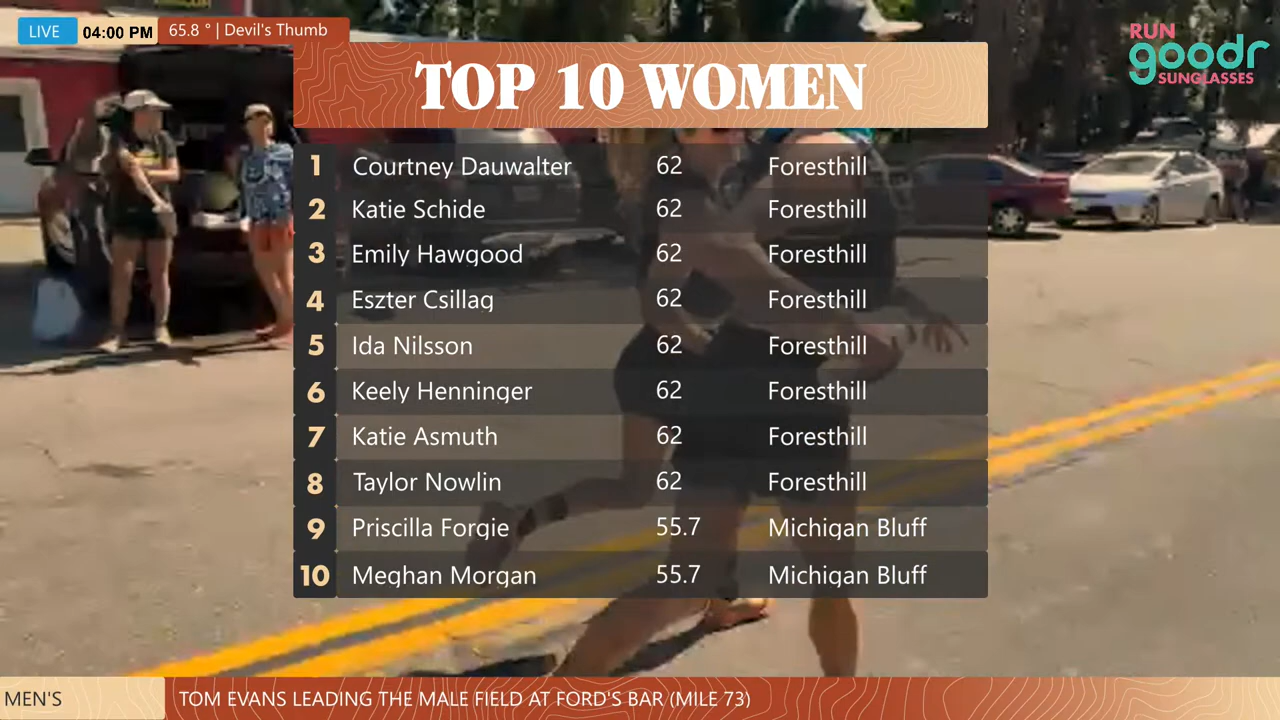 LIVE 04:00 PM 65.8 ° | Devil's Thumb
RUN
goodr
SUNGLASSES
TOP 10 WOMEN
1 Courtney Dauwalter 62 Foresthill
2 Katie Schide 62 Foresthill
3 Emily Hawgood 62 Foresthill
4 Eszter Csillag 62 Foresthill
5 Ida Nilsson 62 Foresthill
6 Keely Henninger 62 Foresthill
7 Katie Asmuth 62 Foresthill
8 Taylor Nowlin 62 Foresthill
9 Priscilla Forgie 55.7 Michigan Bluff
10 Meghan Morgan 55.7 Michigan Bluff
MEN'S TOM EVANS LEADING THE MALE FIELD AT FORD'S BAR (MILE 73)